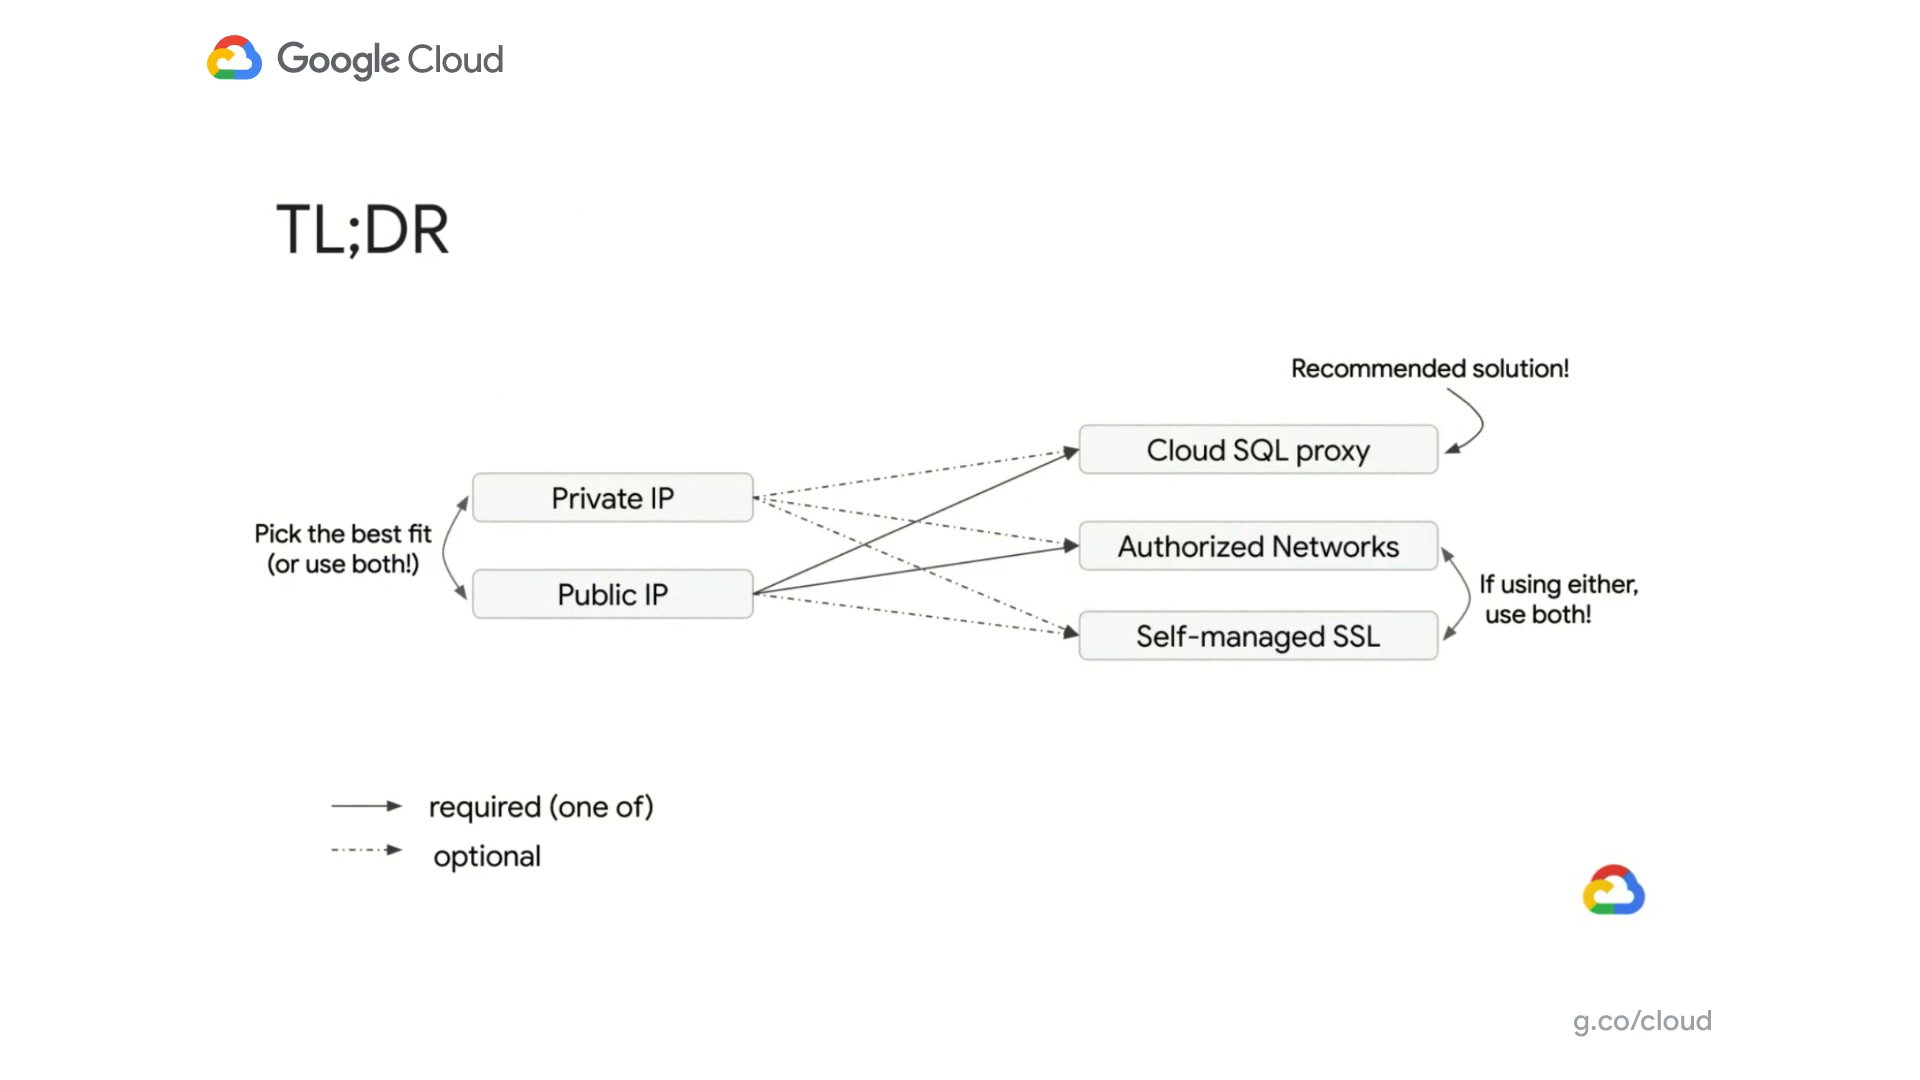 Google Cloud
TL;DR
Recommended solution!
Cloud SQL proxy
Private IP
Pick the best fit
(or use both!)
Authorized Networks
Public IP
If using either,
use both!
Self-managed SSL
required (one of)
optional
g.co/cloud